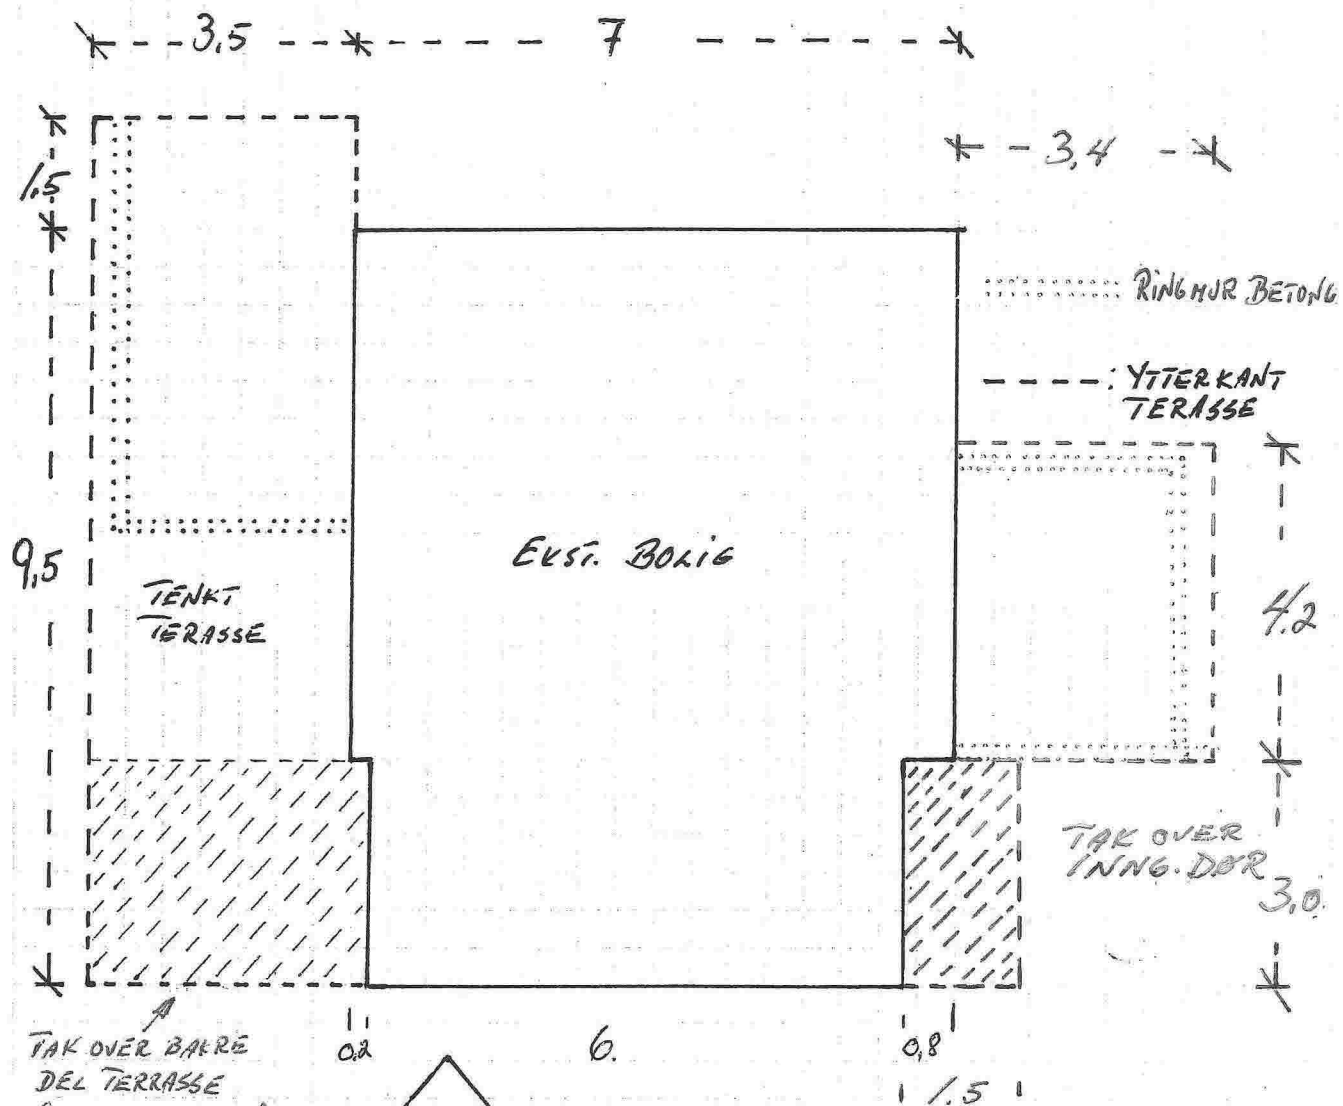 3,5
7
3,4
1,5
RINGMUR BETONG
: YTTERKANT
TERASSE
9,5
EKST. BOLIG
TENKT
TERASSE
4.2
TAK OVER
INNG. DØR
3,0.
TAK OVER BAKRE
DEL TERRASSE
0,2
6.
0,8
1.5